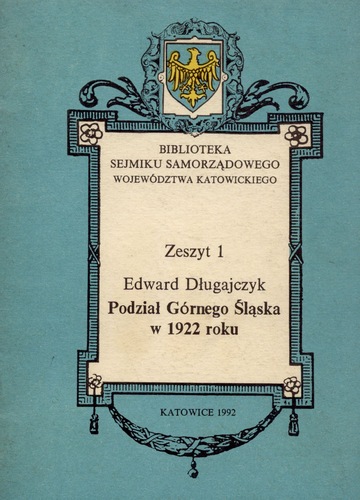 BIBLIOTEKA
SEJMIKU SAMORZĄDOWEGO
WOJEWÓDZTWA KATOWICKIEGO
Zeszyt 1
Edward Długajczyk
Podział Górnego Śląska
w 1922 roku
KATOWICE 1992